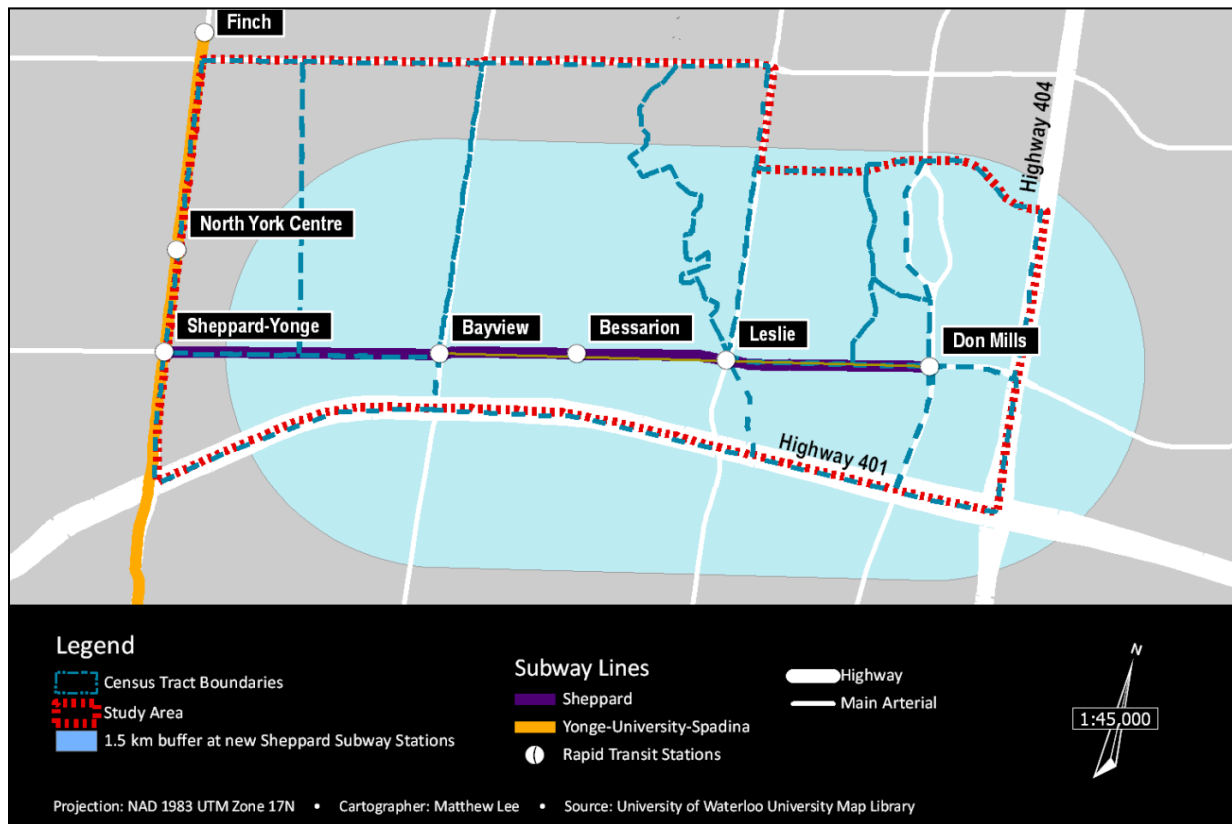 Finch
Highway 404
North York Centre
Sheppard-Yonge
Bayview
Bessarion
Leslie
Don Mills
Highway 401
Legend
Census Tract Boundaries
Study Area
1.5 km buffer at new Sheppard Subway Stations
Subway Lines
Sheppard
Yonge-University-Spadina
Rapid Transit Stations
Highway
Main Arterial
N
1:45,000
Projection: NAD 1983 UTM Zone 17N • Cartographer: Matthew Lee • Source: University of Waterloo University Map Library